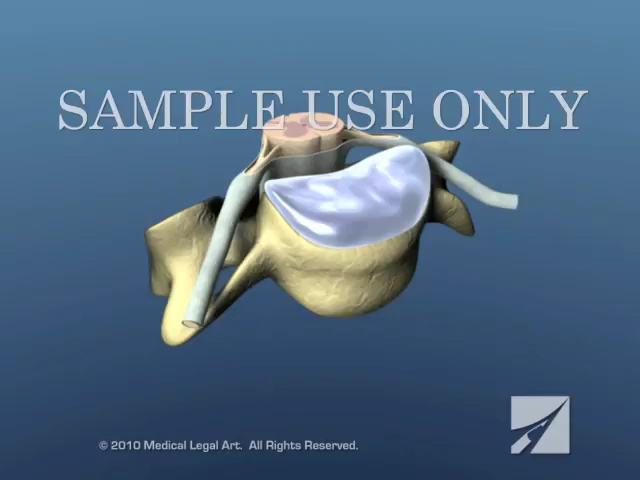 SAMPLE USE ONLY
© 2010 Medical Legal Art. All Rights Reserved.